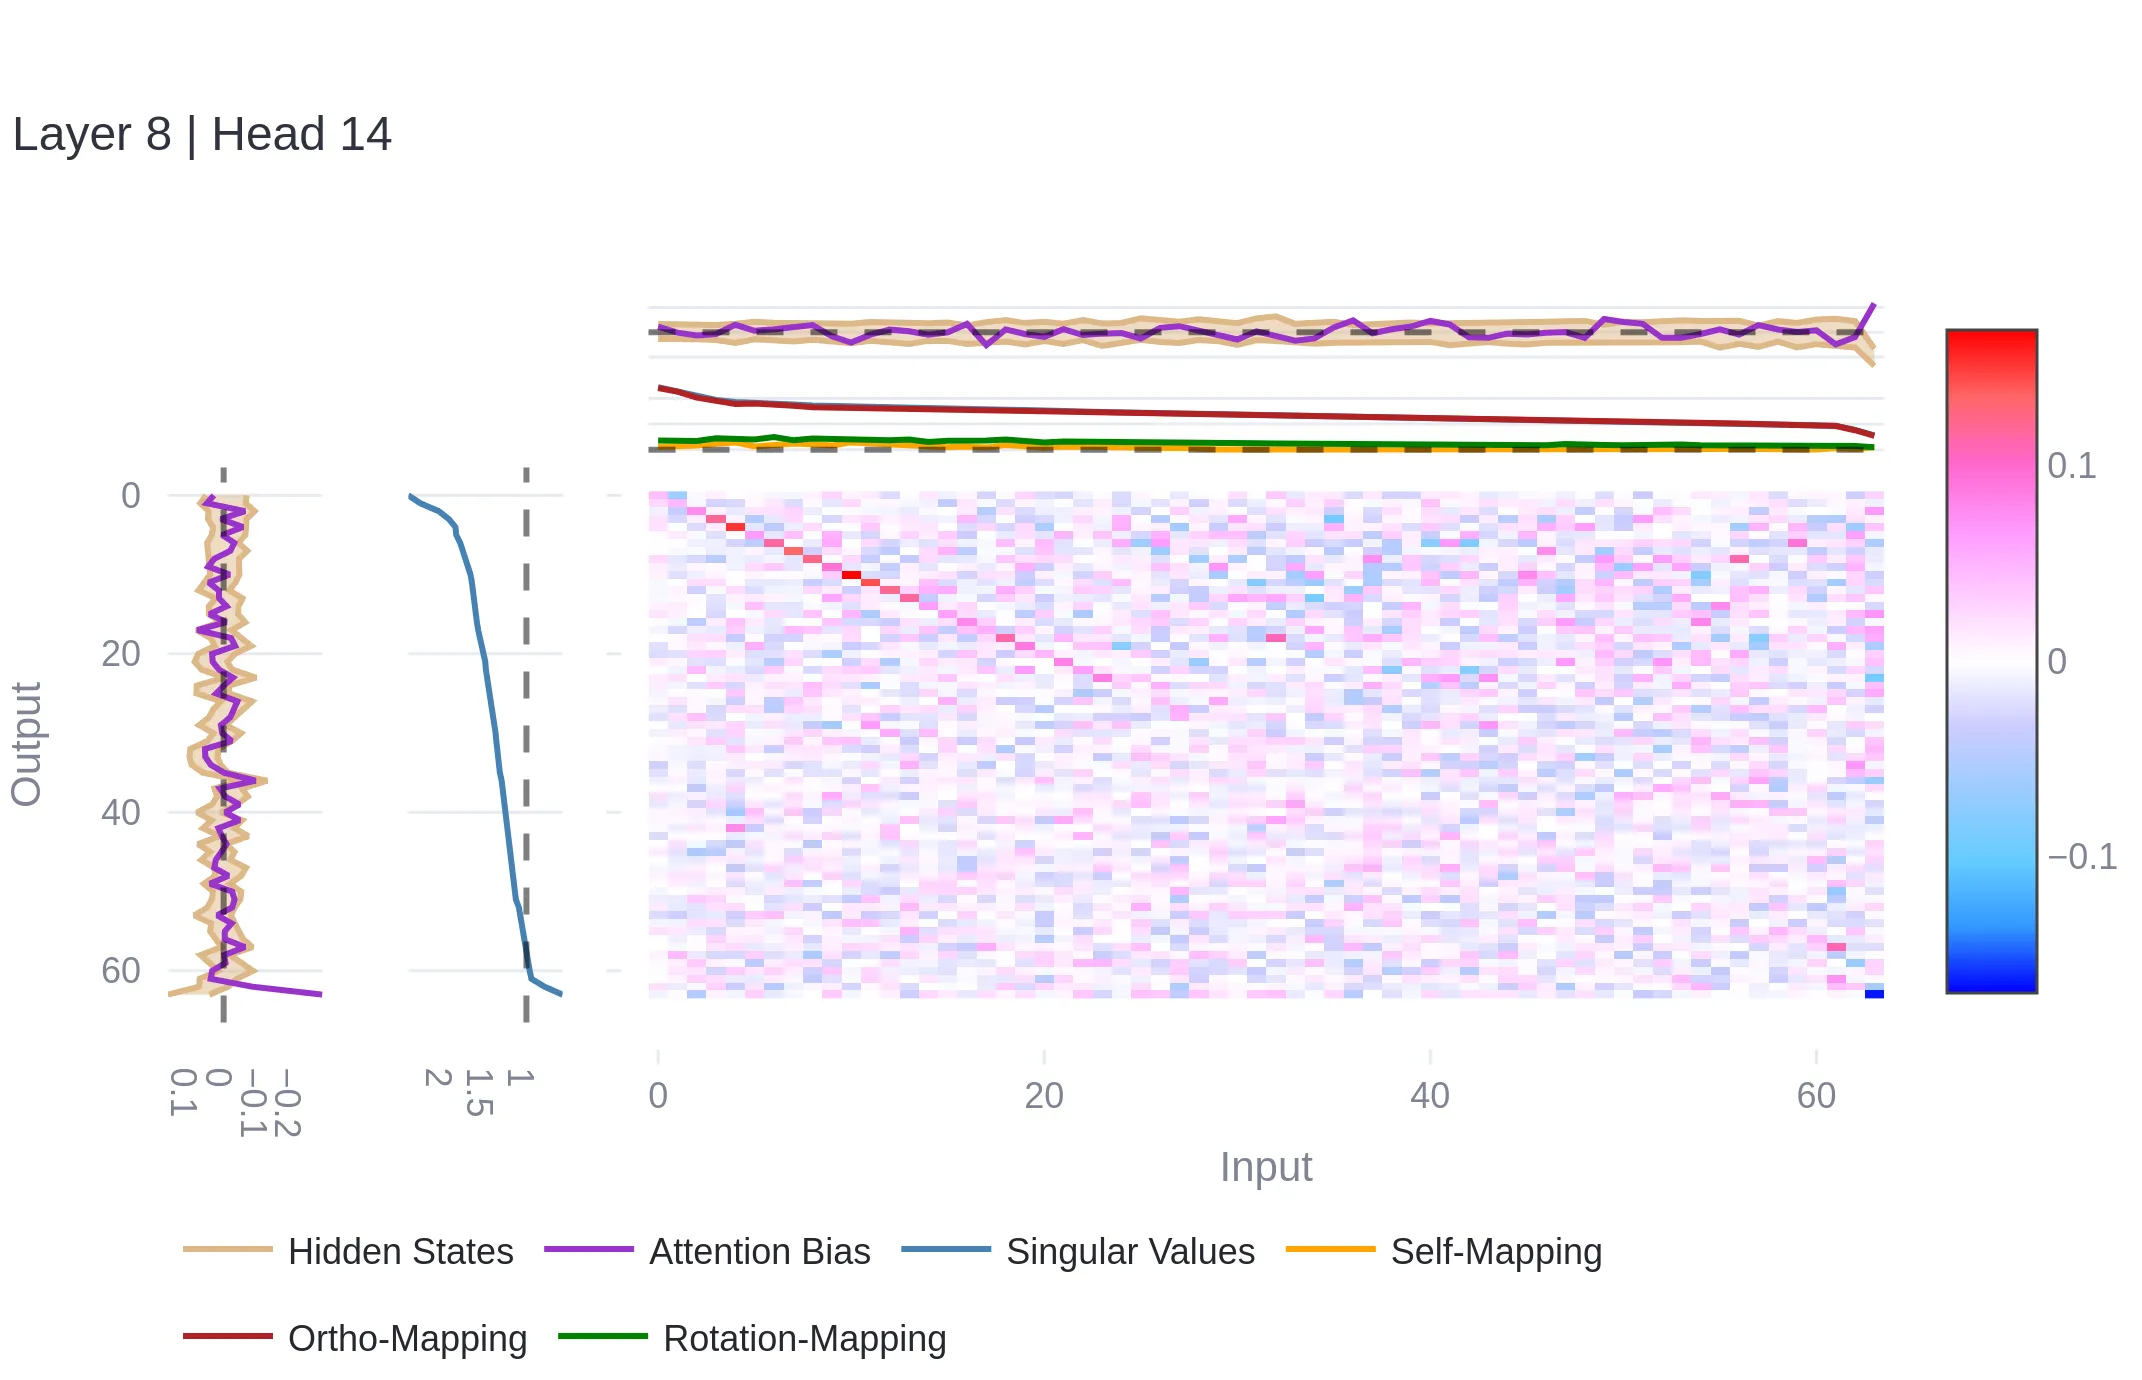 Layer 8 | Head 14
0
20
40
60
Output
0.1
0
−0.1
−0.2
2
1.5
1
0
20
40
60
Input
0.1
0
−0.1
Hidden States
Attention Bias
Singular Values
Self-Mapping
Ortho-Mapping
Rotation-Mapping